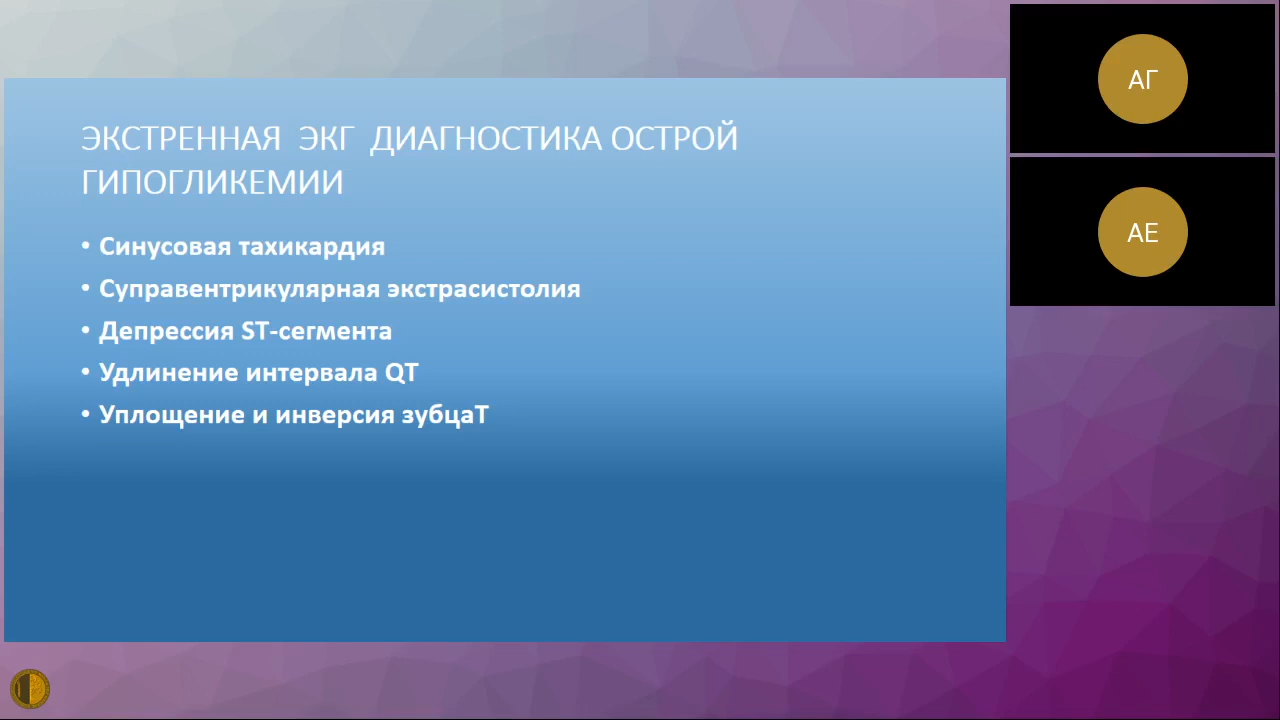 ЭКСТРЕННАЯ ЭКГ ДИАГНОСТИКА ОСТРОЙ
ГИПОГЛИКЕМИИ
• Синусовая тахикардия
• Суправентрикулярная экстрасистолия
• Депрессия ST-сегмента
• Удлинение интервала QT
• Уплощение и инверсия зубцаТ
АГ
АЕ